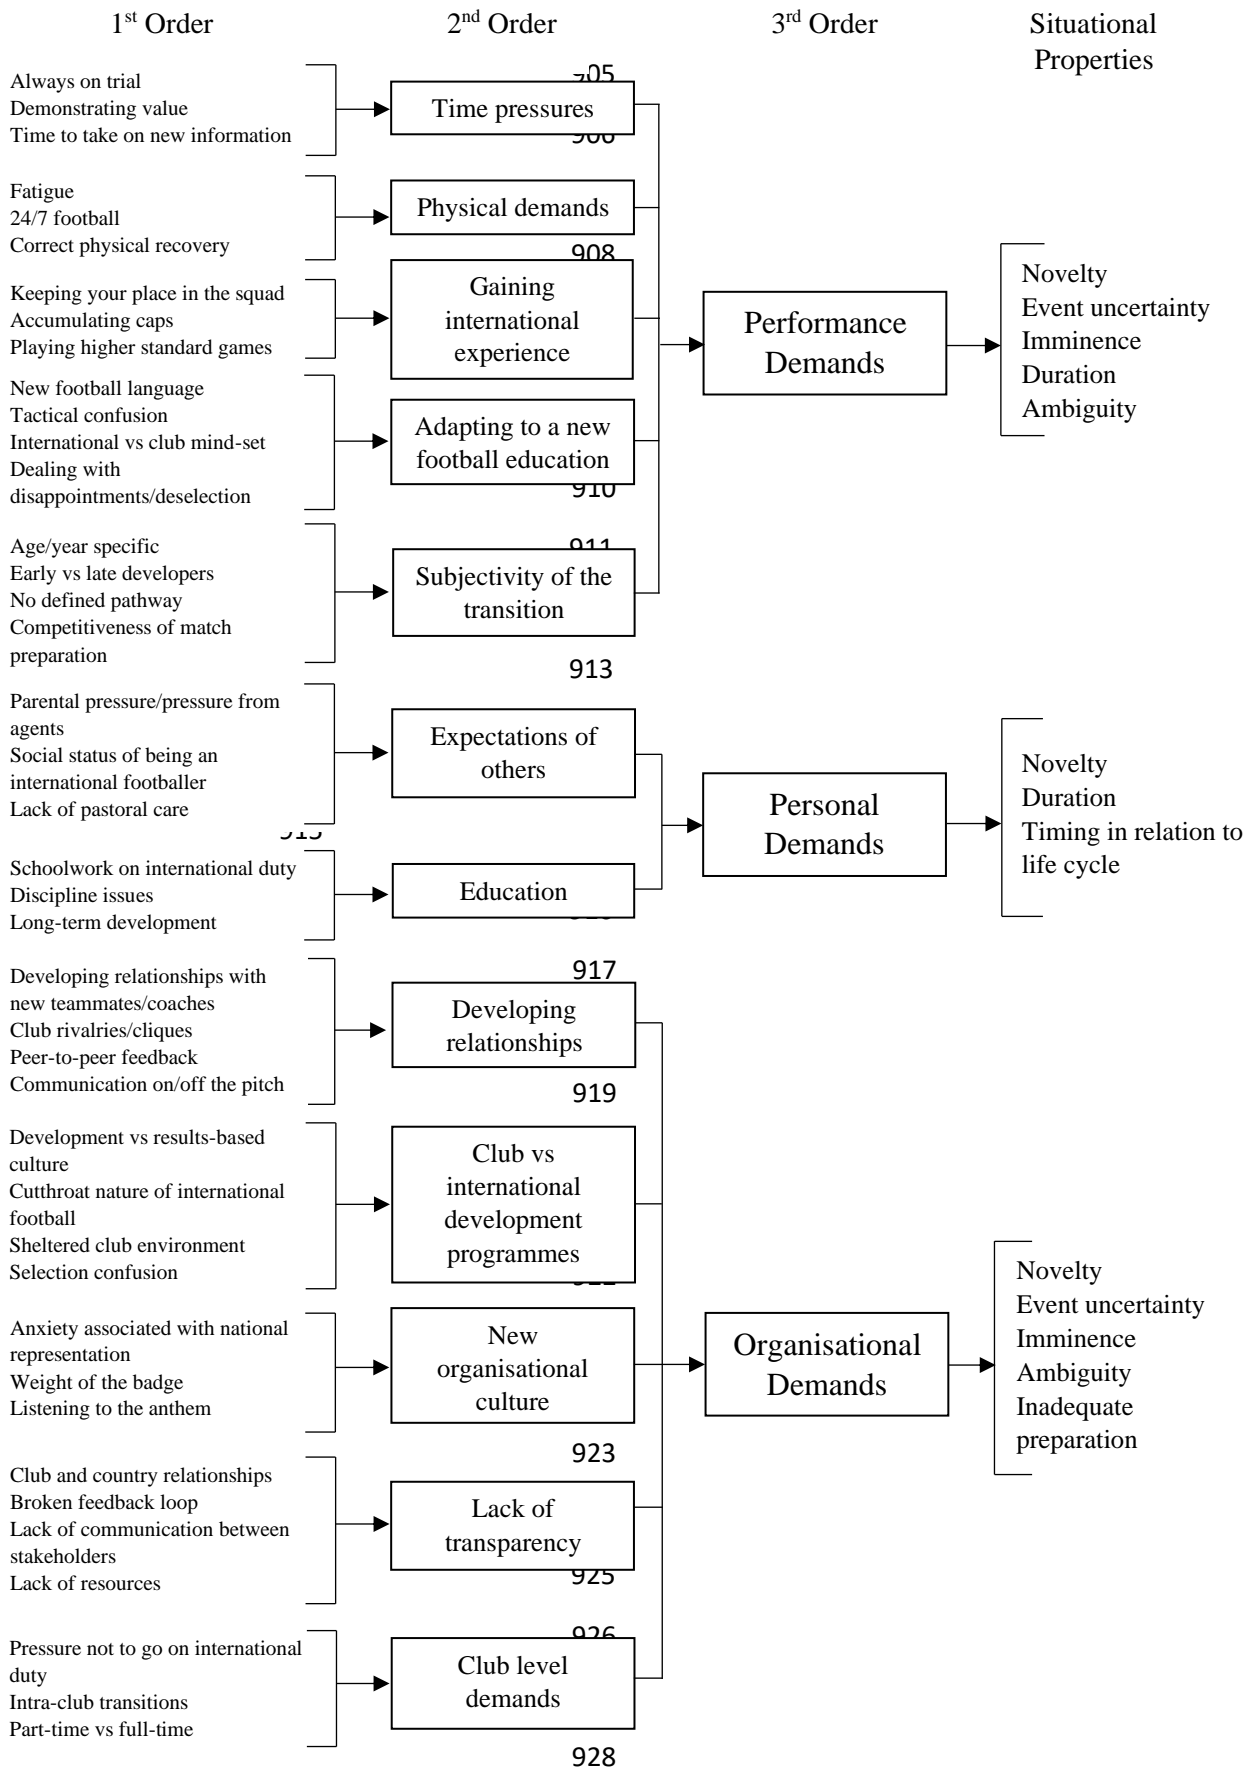 1st Order
2nd Order
3rd Order
Situational
Properties
Always on trial
Demonstrating value
Time to take on new information
905
Time pressures
906
Fatigue
24/7 football
Correct physical recovery
Physical demands
908
Keeping your place in the squad
Accumulating caps
Playing higher standard games
Gaining
international
experience
New football language
Tactical confusion
International vs club mind-set
Dealing with
disappointments/deselection
Adapting to a new
football education
910
Age/year specific
Early vs late developers
No defined pathway
Competitiveness of match
preparation
911
Subjectivity of the
transition
913
Performance
Demands
Novelty
Event uncertainty
Imminence
Duration
Ambiguity
Parental pressure/pressure from
agents
Social status of being an
international footballer
Lack of pastoral care
915
Expectations of
others
Schoolwork on international duty
Discipline issues
Long-term development
Education
Personal
Demands
Novelty
Duration
Timing in relation to
life cycle
917
Developing relationships with
new teammates/coaches
Club rivalries/cliques
Peer-to-peer feedback
Communication on/off the pitch
Developing
relationships
919
Development vs results-based
culture
Cutthroat nature of international
football
Sheltered club environment
Selection confusion
Club vs
international
development
programmes
Anxiety associated with national
representation
Weight of the badge
Listening to the anthem
New
organisational
culture
923
Club and country relationships
Broken feedback loop
Lack of communication between
stakeholders
Lack of resources
Lack of
transparency
925
926
Pressure not to go on international
duty
Intra-club transitions
Part-time vs full-time
Club level
demands
928
Organisational
Demands
Novelty
Event uncertainty
Imminence
Ambiguity
Inadequate
preparation